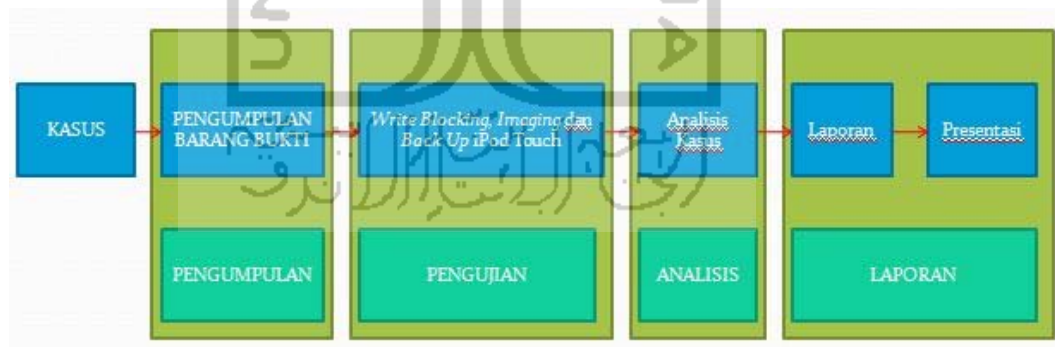 KASUS
PENGUMPULAN
BARANG BUKTI
Write Blocking, Imaging dan
Back Up iPod Touch
Analisis
Kasus
Laporan
Presentasi
PENGUMPULAN
PENGUJIAN
ANALISIS
LAPORAN